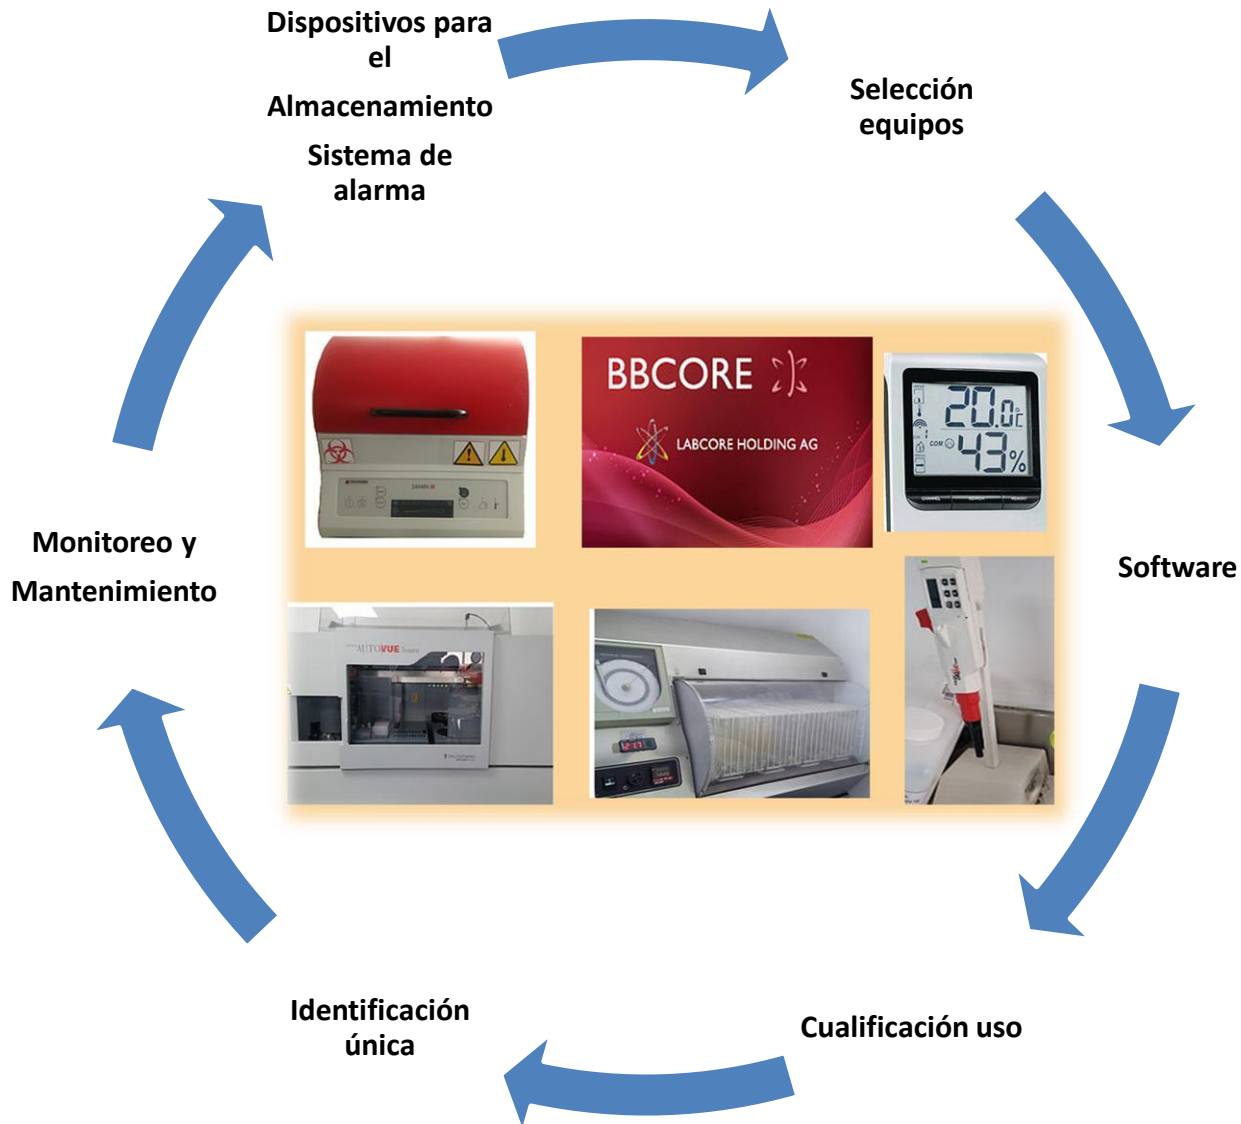 Dispositivos para
el
Almacenamiento
Sistema de
alarma
Selección
equipos
Software
Cualificación uso
Identificación
única
Monitoreo y
Mantenimiento
BBCORE
LABCORE HOLDING AG
20.0°C
COM
43%
AUTOVUE